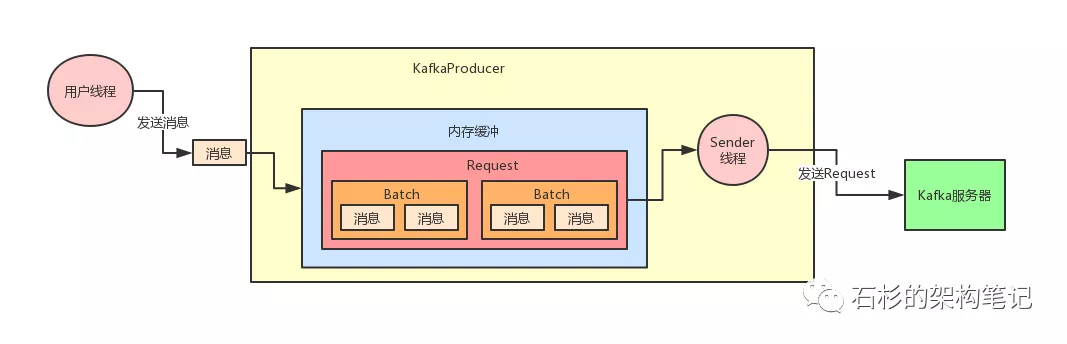 KafkaProducer
用户线程
发送消息
消息
内存缓冲
Request
Batch
消息
消息
Batch
消息
消息
Sender
线程
发送Request
Kafka服务器
石杉的架构笔记